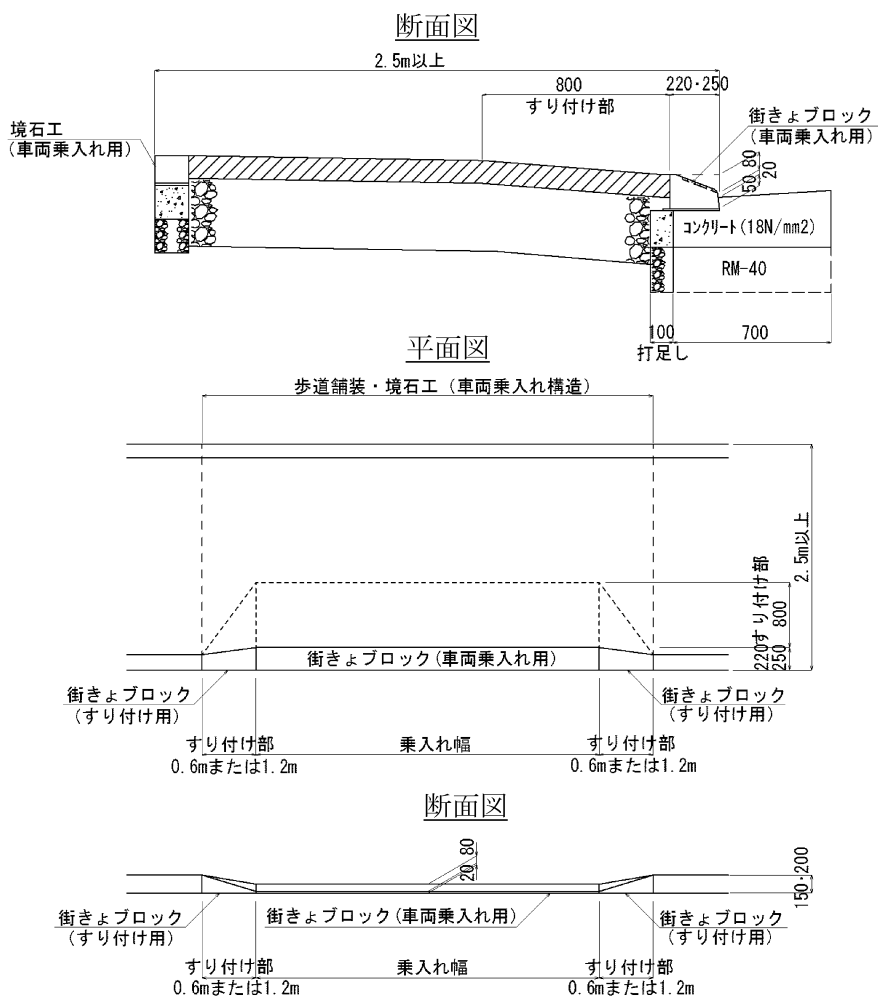 断面図
2.5m以上
800
220・250
すり付け部
境石工
(車両乗入れ用)
街きょブロック
(車両乗入れ用)
80
20
50
コンクリート(18N/mm2)
RM-40
100
700
打足し
平面図
歩道舗装・境石工 (車両乗入れ構造)
2.5m以上
すり付け部
800
220
250
街きょブロック(車両乗入れ用)
街きょブロック
(すり付け用)
街きょブロック
(すり付け用)
すり付け部
乗入れ幅
すり付け部
0.6mまたは1.2m
0.6mまたは1.2m
断面図
80
20
150・200
街きょブロック
(すり付け用)
街きょブロック(車両乗入れ用)
街きょブロック
(すり付け用)
すり付け部
乗入れ幅
すり付け部
0.6mまたは1.2m
0.6mまたは1.2m